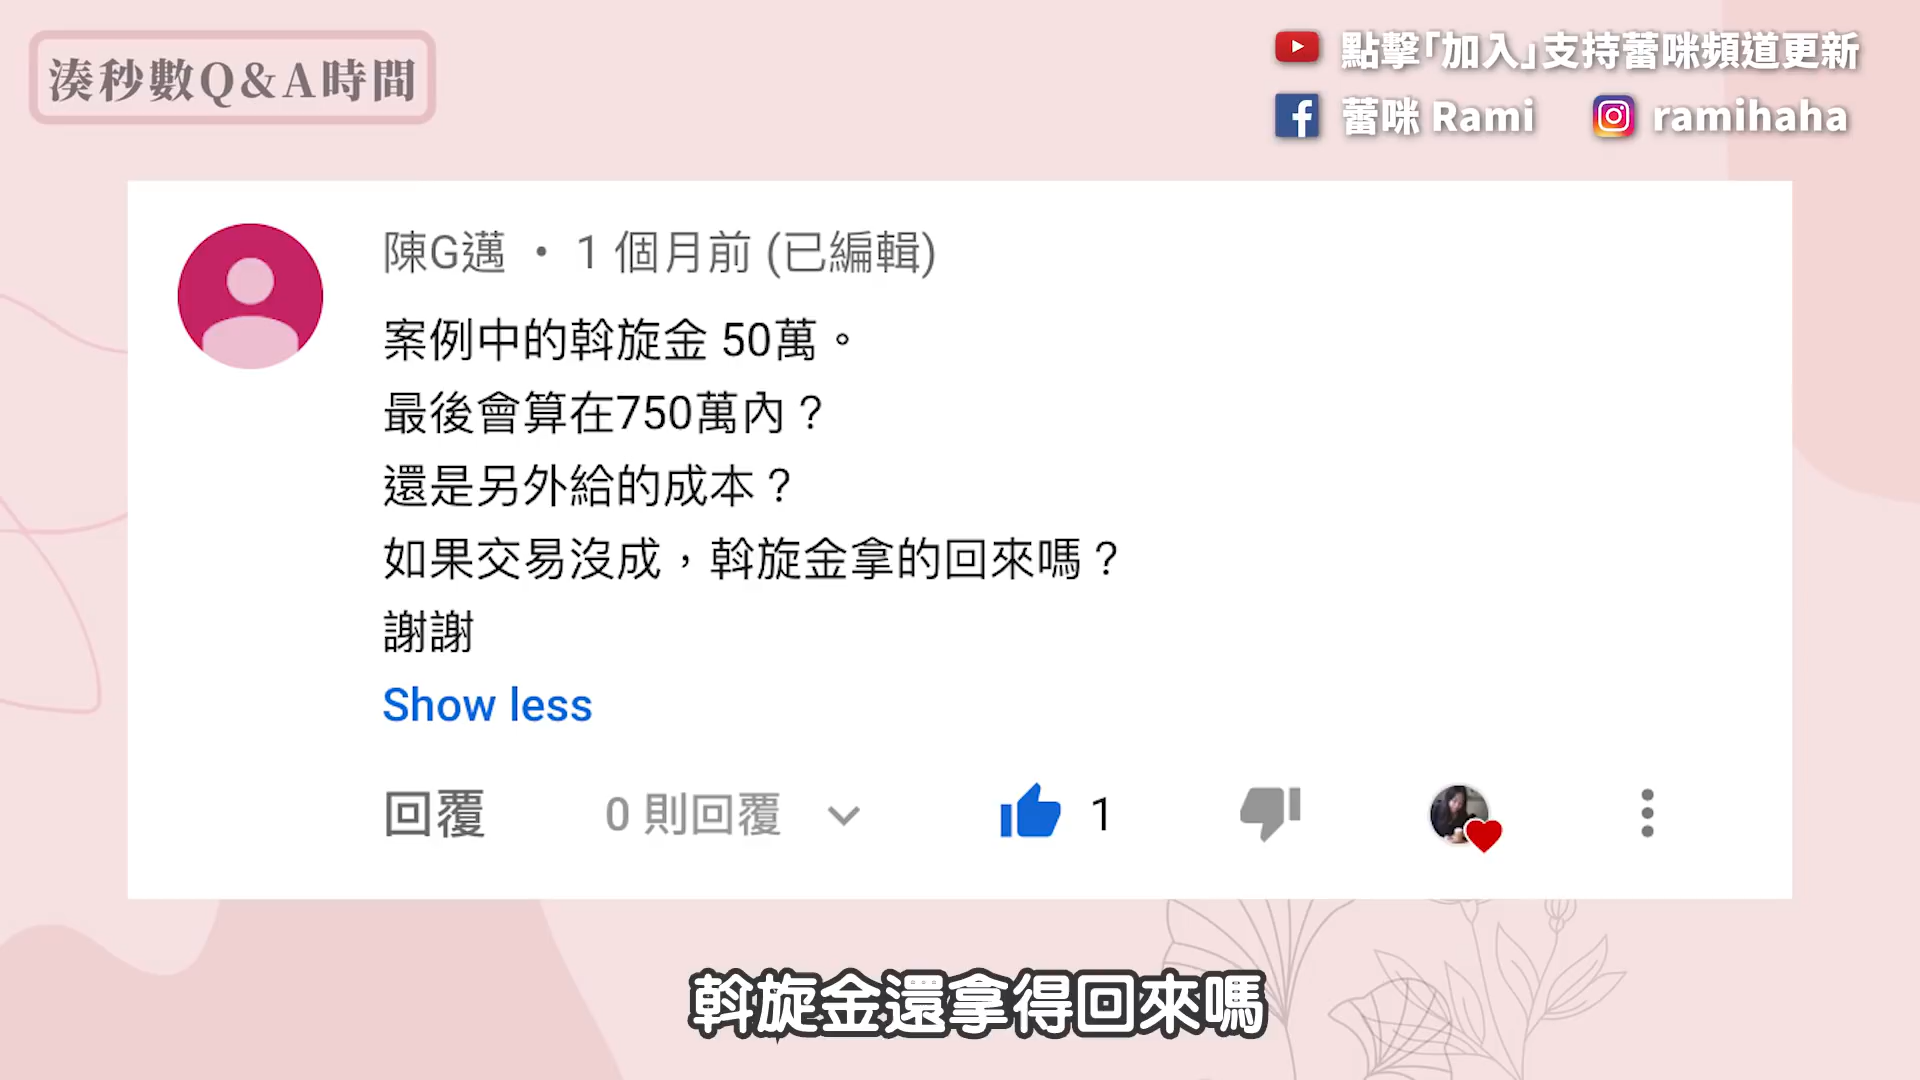 湊秒數Q&A時間
點擊「加入」支持蕾咪頻道更新
蕾咪 Rami
ramihaha
陳G邁 • 1 個月前 (已編輯)
案例中的斡旋金 50萬。
最後會算在750萬內？
還是另外給的成本？
如果交易沒成，斡旋金拿的回來嗎？
謝謝
Show less
回覆
0 則回覆
1
斡旋金還拿得回來嗎